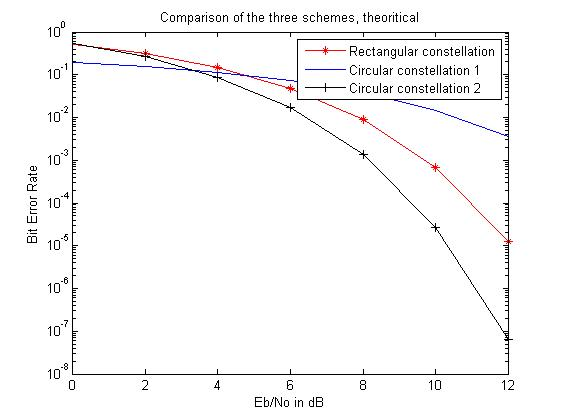 Comparison of the three schemes, theoritical
Rectangular constellation
Circular constellation 1
Circular constellation 2
Bit Error Rate
10^0
10^-1
10^-2
10^-3
10^-4
10^-5
10^-6
10^-7
10^-8
0 2 4 6 8 10 12
Eb/No in dB